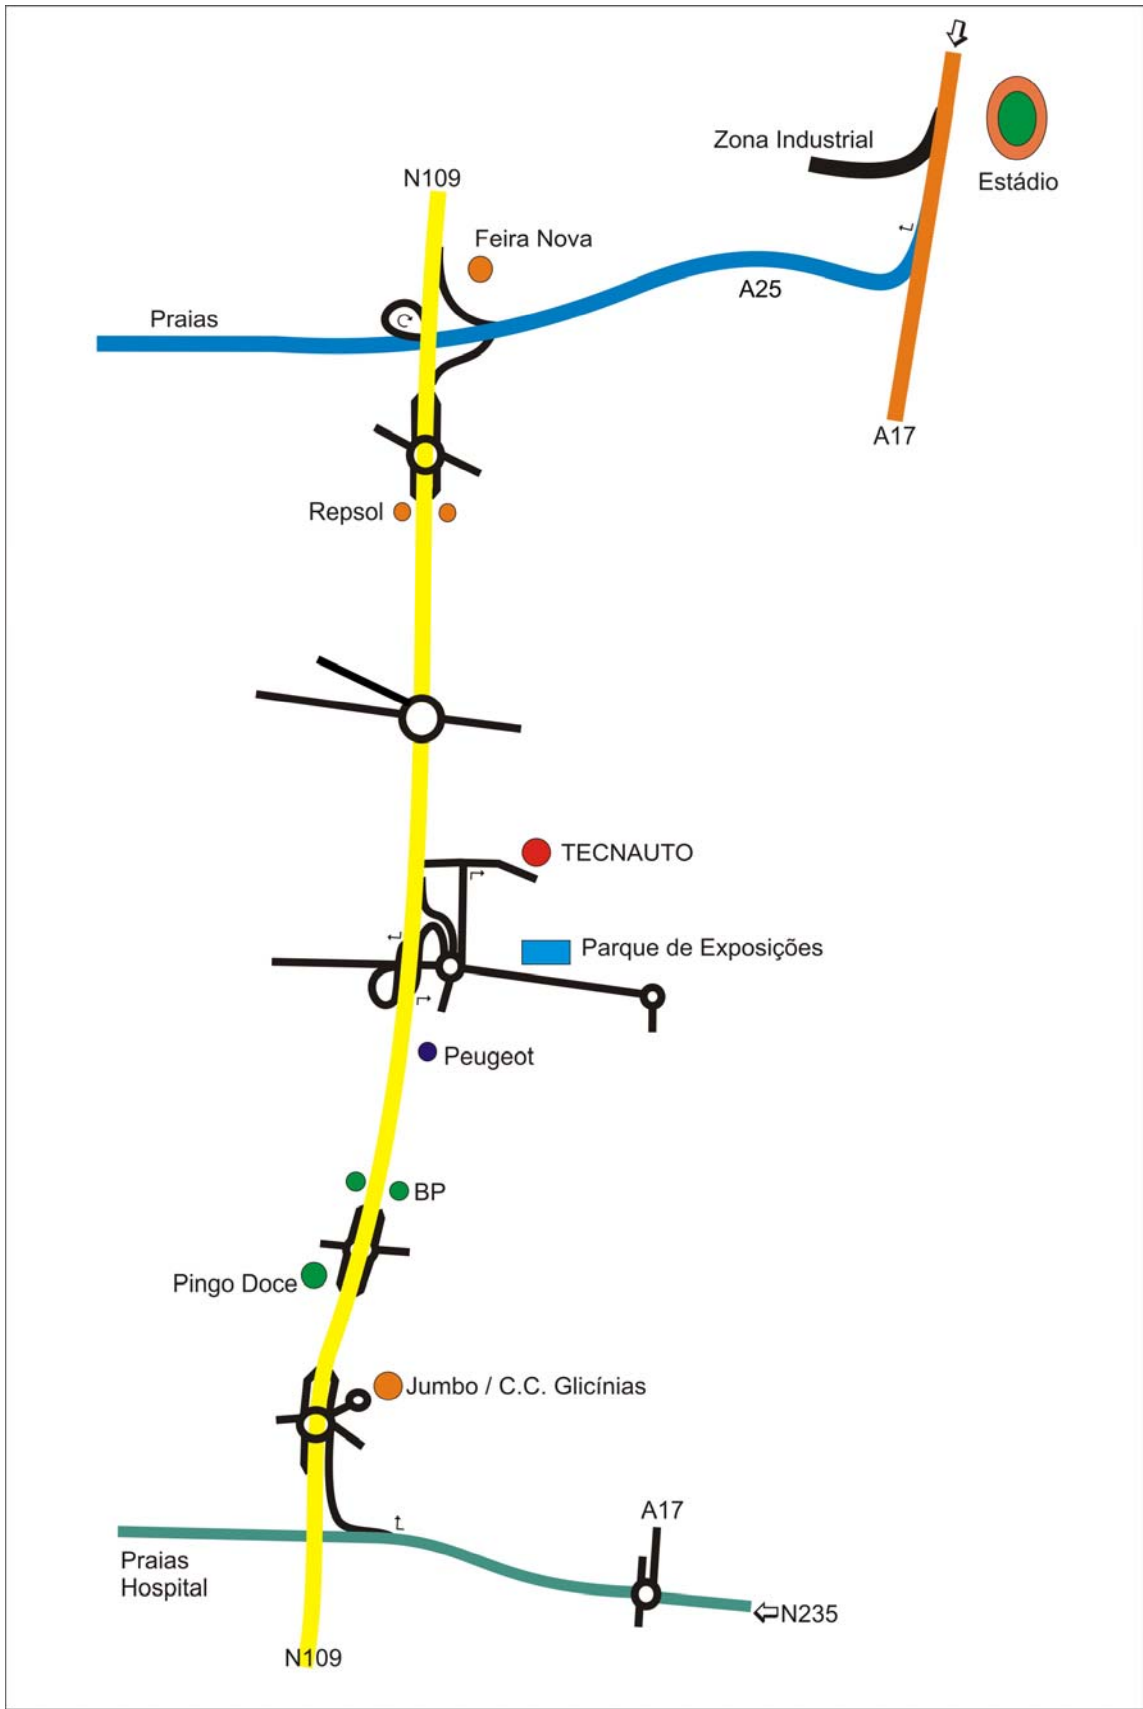 Zona Industrial
Estádio
N109
Feira Nova
A25
Praias
A17
Repsol
TECNAUTO
Parque de Exposições
Peugeot
BP
Pingo Doce
Jumbo / C.C. Glicínias
A17
Praias
Hospital
N235
N109